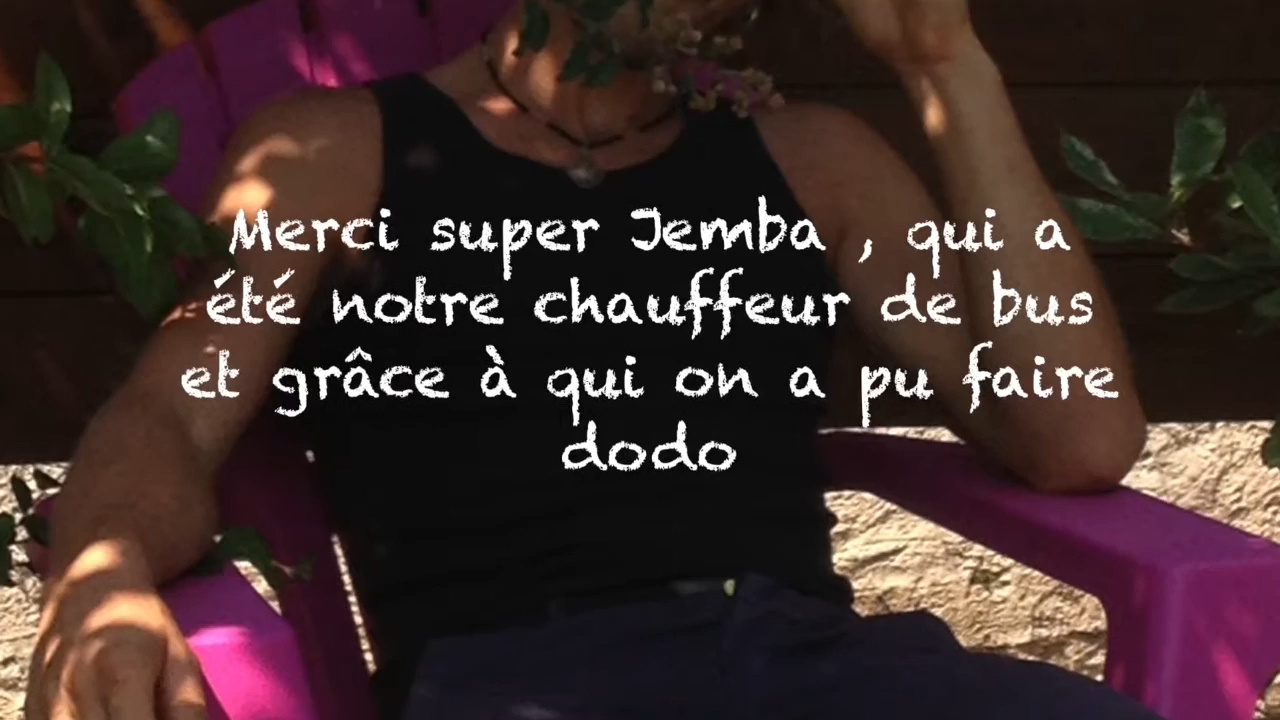 Merci super Jemba , qui a
été notre chauffeur de bus
et grâce à qui on a pu faire
dodo